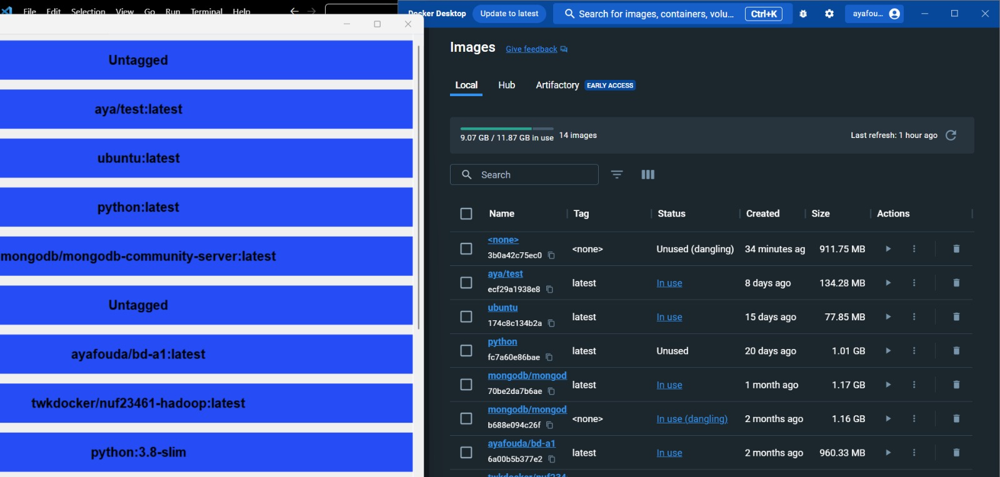 File Edit Selection View Go Run Terminal Help
Untagged
aya/test:latest
ubuntu:latest
python:latest
mongodb/mongodb-community-server:latest
Untagged
ayafouda/bd-a1:latest
twkdocker/nuf23461-hadoop:latest
python:3.8-slim
Docker Desktop Update to latest Search for images, containers, volu... Ctrl+K ayafou...
Images Give feedback
Local Hub Artifactory EARLY ACCESS
9.07 GB / 11.87 GB in use 14 images Last refresh: 1 hour ago
Search
Name Tag Status Created Size Actions
<none>
3b0a42c75ec0 <none> Unused (dangling) 34 minutes ag 911.75 MB
aya/test
ecf29a1938e8 latest In use 8 days ago 134.28 MB
ubuntu
174c8c134b2a latest In use 15 days ago 77.85 MB
python
fc7a60e86bae latest Unused 20 days ago 1.01 GB
mongodb/mongod
70be2da7b6ae latest In use 1 month ago 1.17 GB
mongodb/mongod
b688e094c26f <none> In use (dangling) 2 months ago 1.16 GB
ayafouda/bd-a1
6a00b5b377e2 latest In use 2 months ago 960.33 MB
twkdocker/nuf234